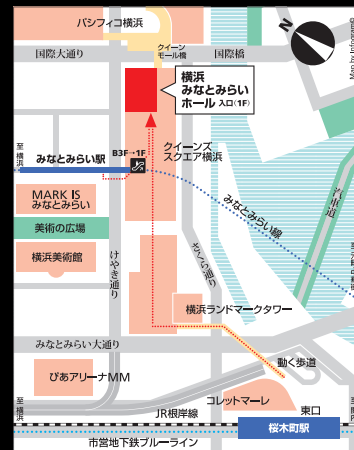 パシフィコ横浜
クイーン
モール橋
国際大通り
国際橋
N
Map by Infograma
横浜
みなとみらい
ホール 入口(1F)
至横浜
みなとみらい駅
B3F→1F
クイーンズ
スクエア横浜
MARK IS
みなとみらい
みなとみらい線
汽車道
美術の広場
横浜美術館
けやき通り
さくら通り
横浜ランドマークタワー
みなとみらい大通り
動く歩道
ぴあアリーナMM
コレットマーレ
至横浜
JR根岸線
東口
桜木町駅
市営地下鉄ブルーライン